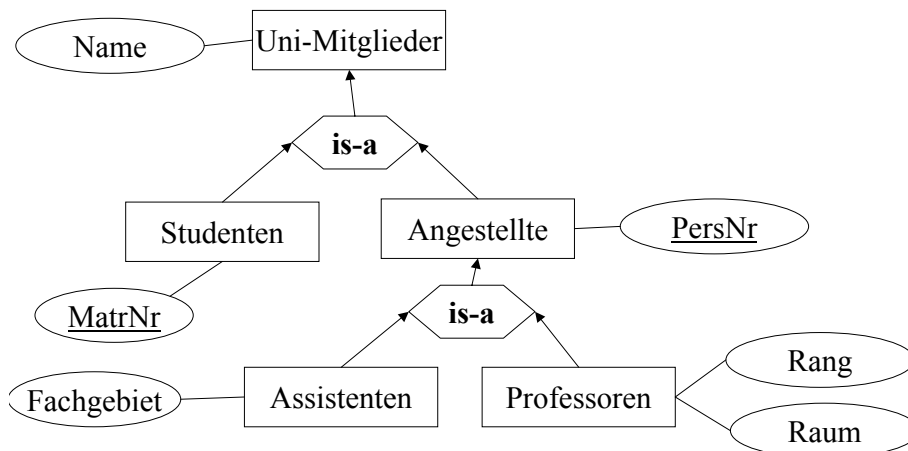 Name
Uni-Mitglieder
is-a
Studenten
Angestellte
PersNr
MatrNr
is-a
Fachgebiet
Assistenten
Professoren
Rang
Raum